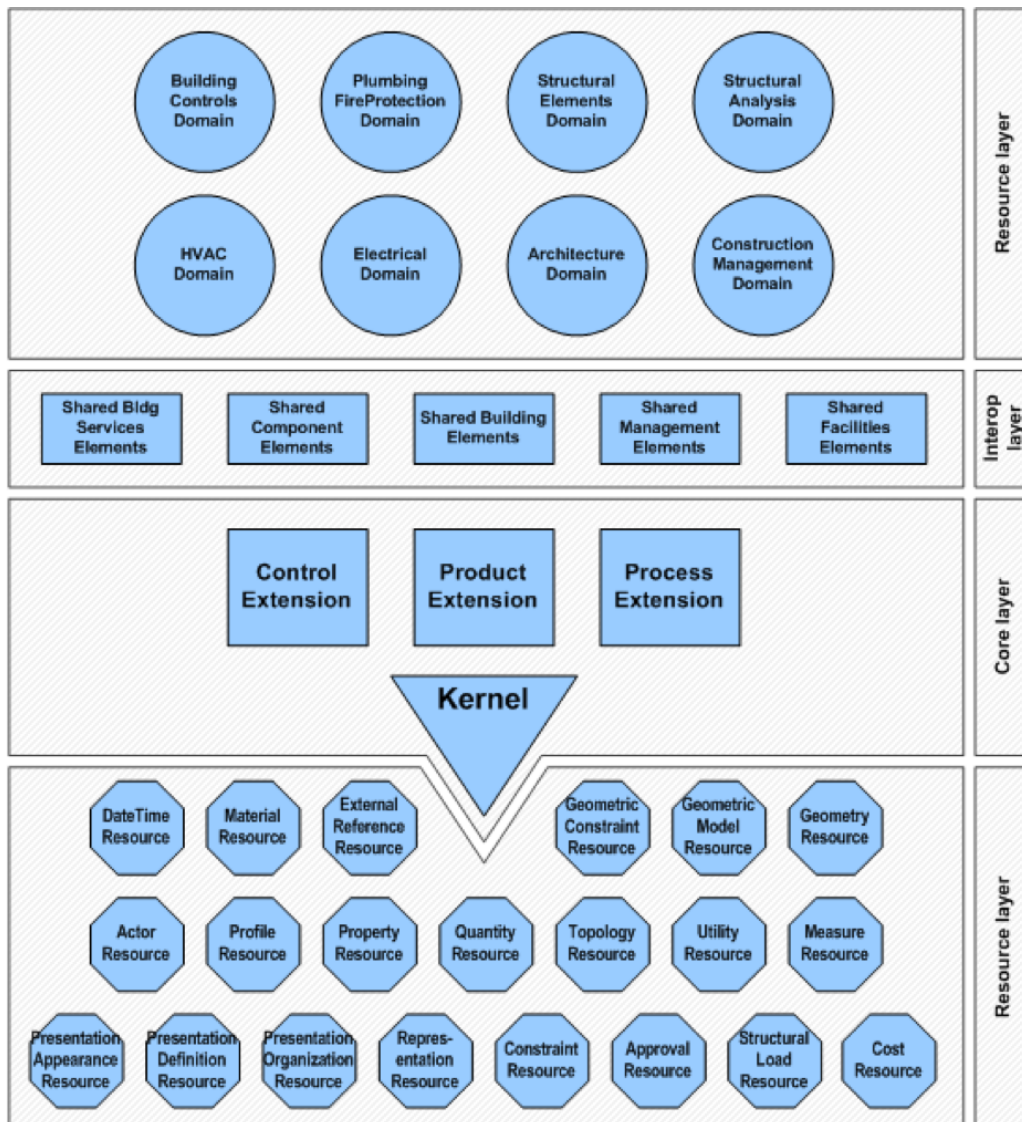 Building
Controls
Domain
Plumbing
FireProtection
Domain
Structural
Elements
Domain
Structural
Analysis
Domain
HVAC
Domain
Electrical
Domain
Architecture
Domain
Construction
Management
Domain
Resource layer
Shared Bldg
Services
Elements
Shared
Component
Elements
Shared Building
Elements
Shared
Management
Elements
Shared
Facilities
Elements
Interop
layer
Control
Extension
Product
Extension
Process
Extension
Kernel
Core layer
DateTime
Resource
Material
Resource
External
Reference
Resource
Geometric
Constraint
Resource
Geometric
Model
Resource
Geometry
Resource
Actor
Resource
Profile
Resource
Property
Resource
Quantity
Resource
Topology
Resource
Utility
Resource
Measure
Resource
Presentation
Appearance
Resource
Presentation
Definition
Resource
Presentation
Organization
Resource
Repres-
entation
Resource
Constraint
Resource
Approval
Resource
Structural
Load
Resource
Cost
Resource
Resource layer